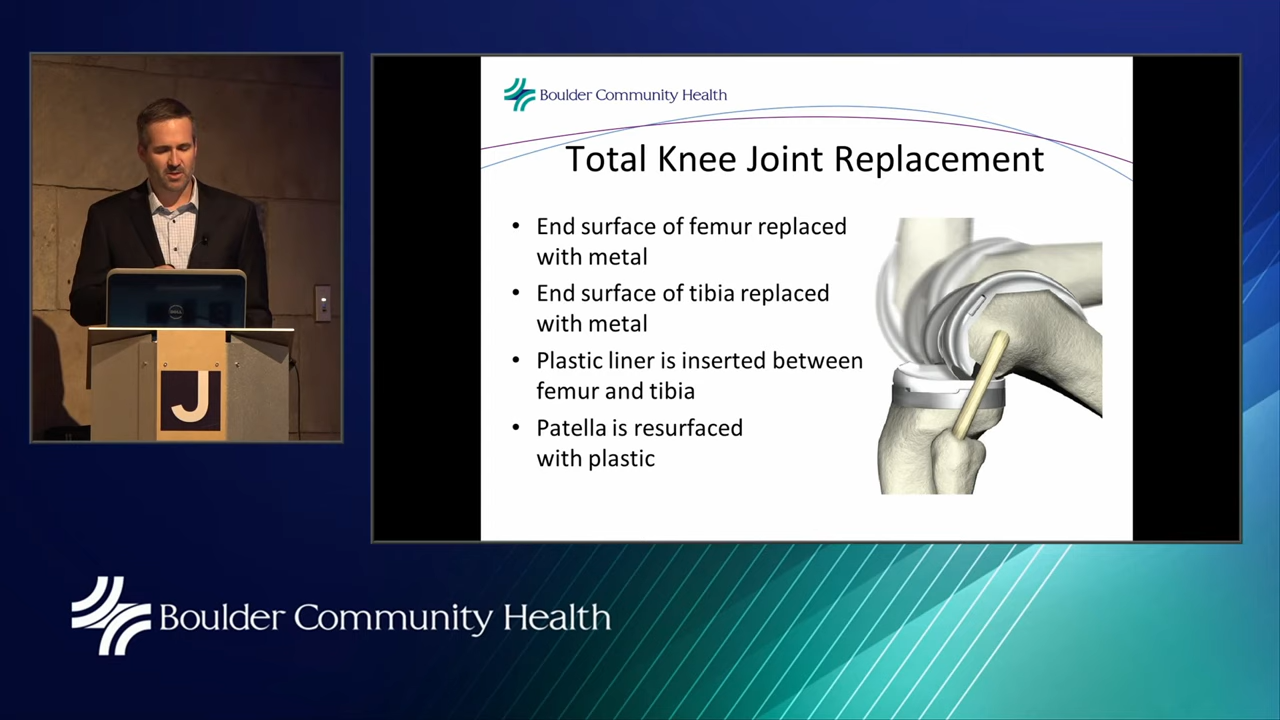 Boulder Community Health
Total Knee Joint Replacement
• End surface of femur replaced
with metal
• End surface of tibia replaced
with metal
• Plastic liner is inserted between
femur and tibia
• Patella is resurfaced
with plastic
DELL
J
Boulder Community Health